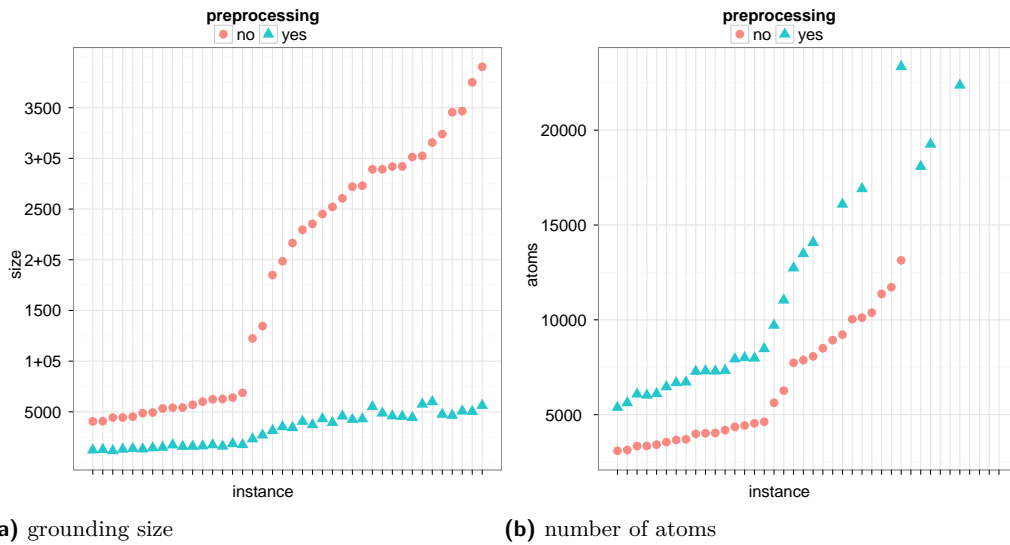 preprocessing
no yes
size
3500
3+05
2500
2+05
1500
1+05
5000
instance
a) grounding size
preprocessing
no yes
atoms
20000
15000
10000
5000
instance
(b) number of atoms